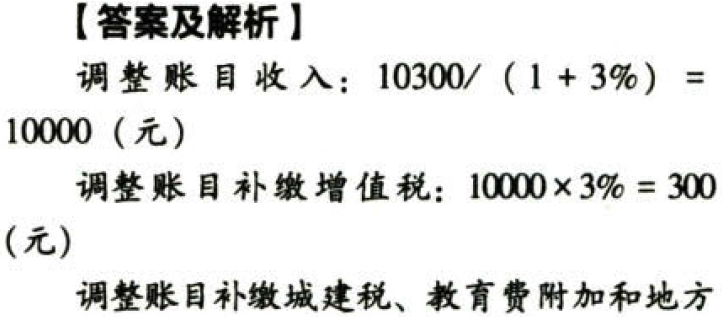 【答案及解析】
调整账目收入：10300/（1+3%）=
10000（元）
调整账目补缴增值税：10000×3%=300
（元）
调整账目补缴城建税、教育费附加和地方